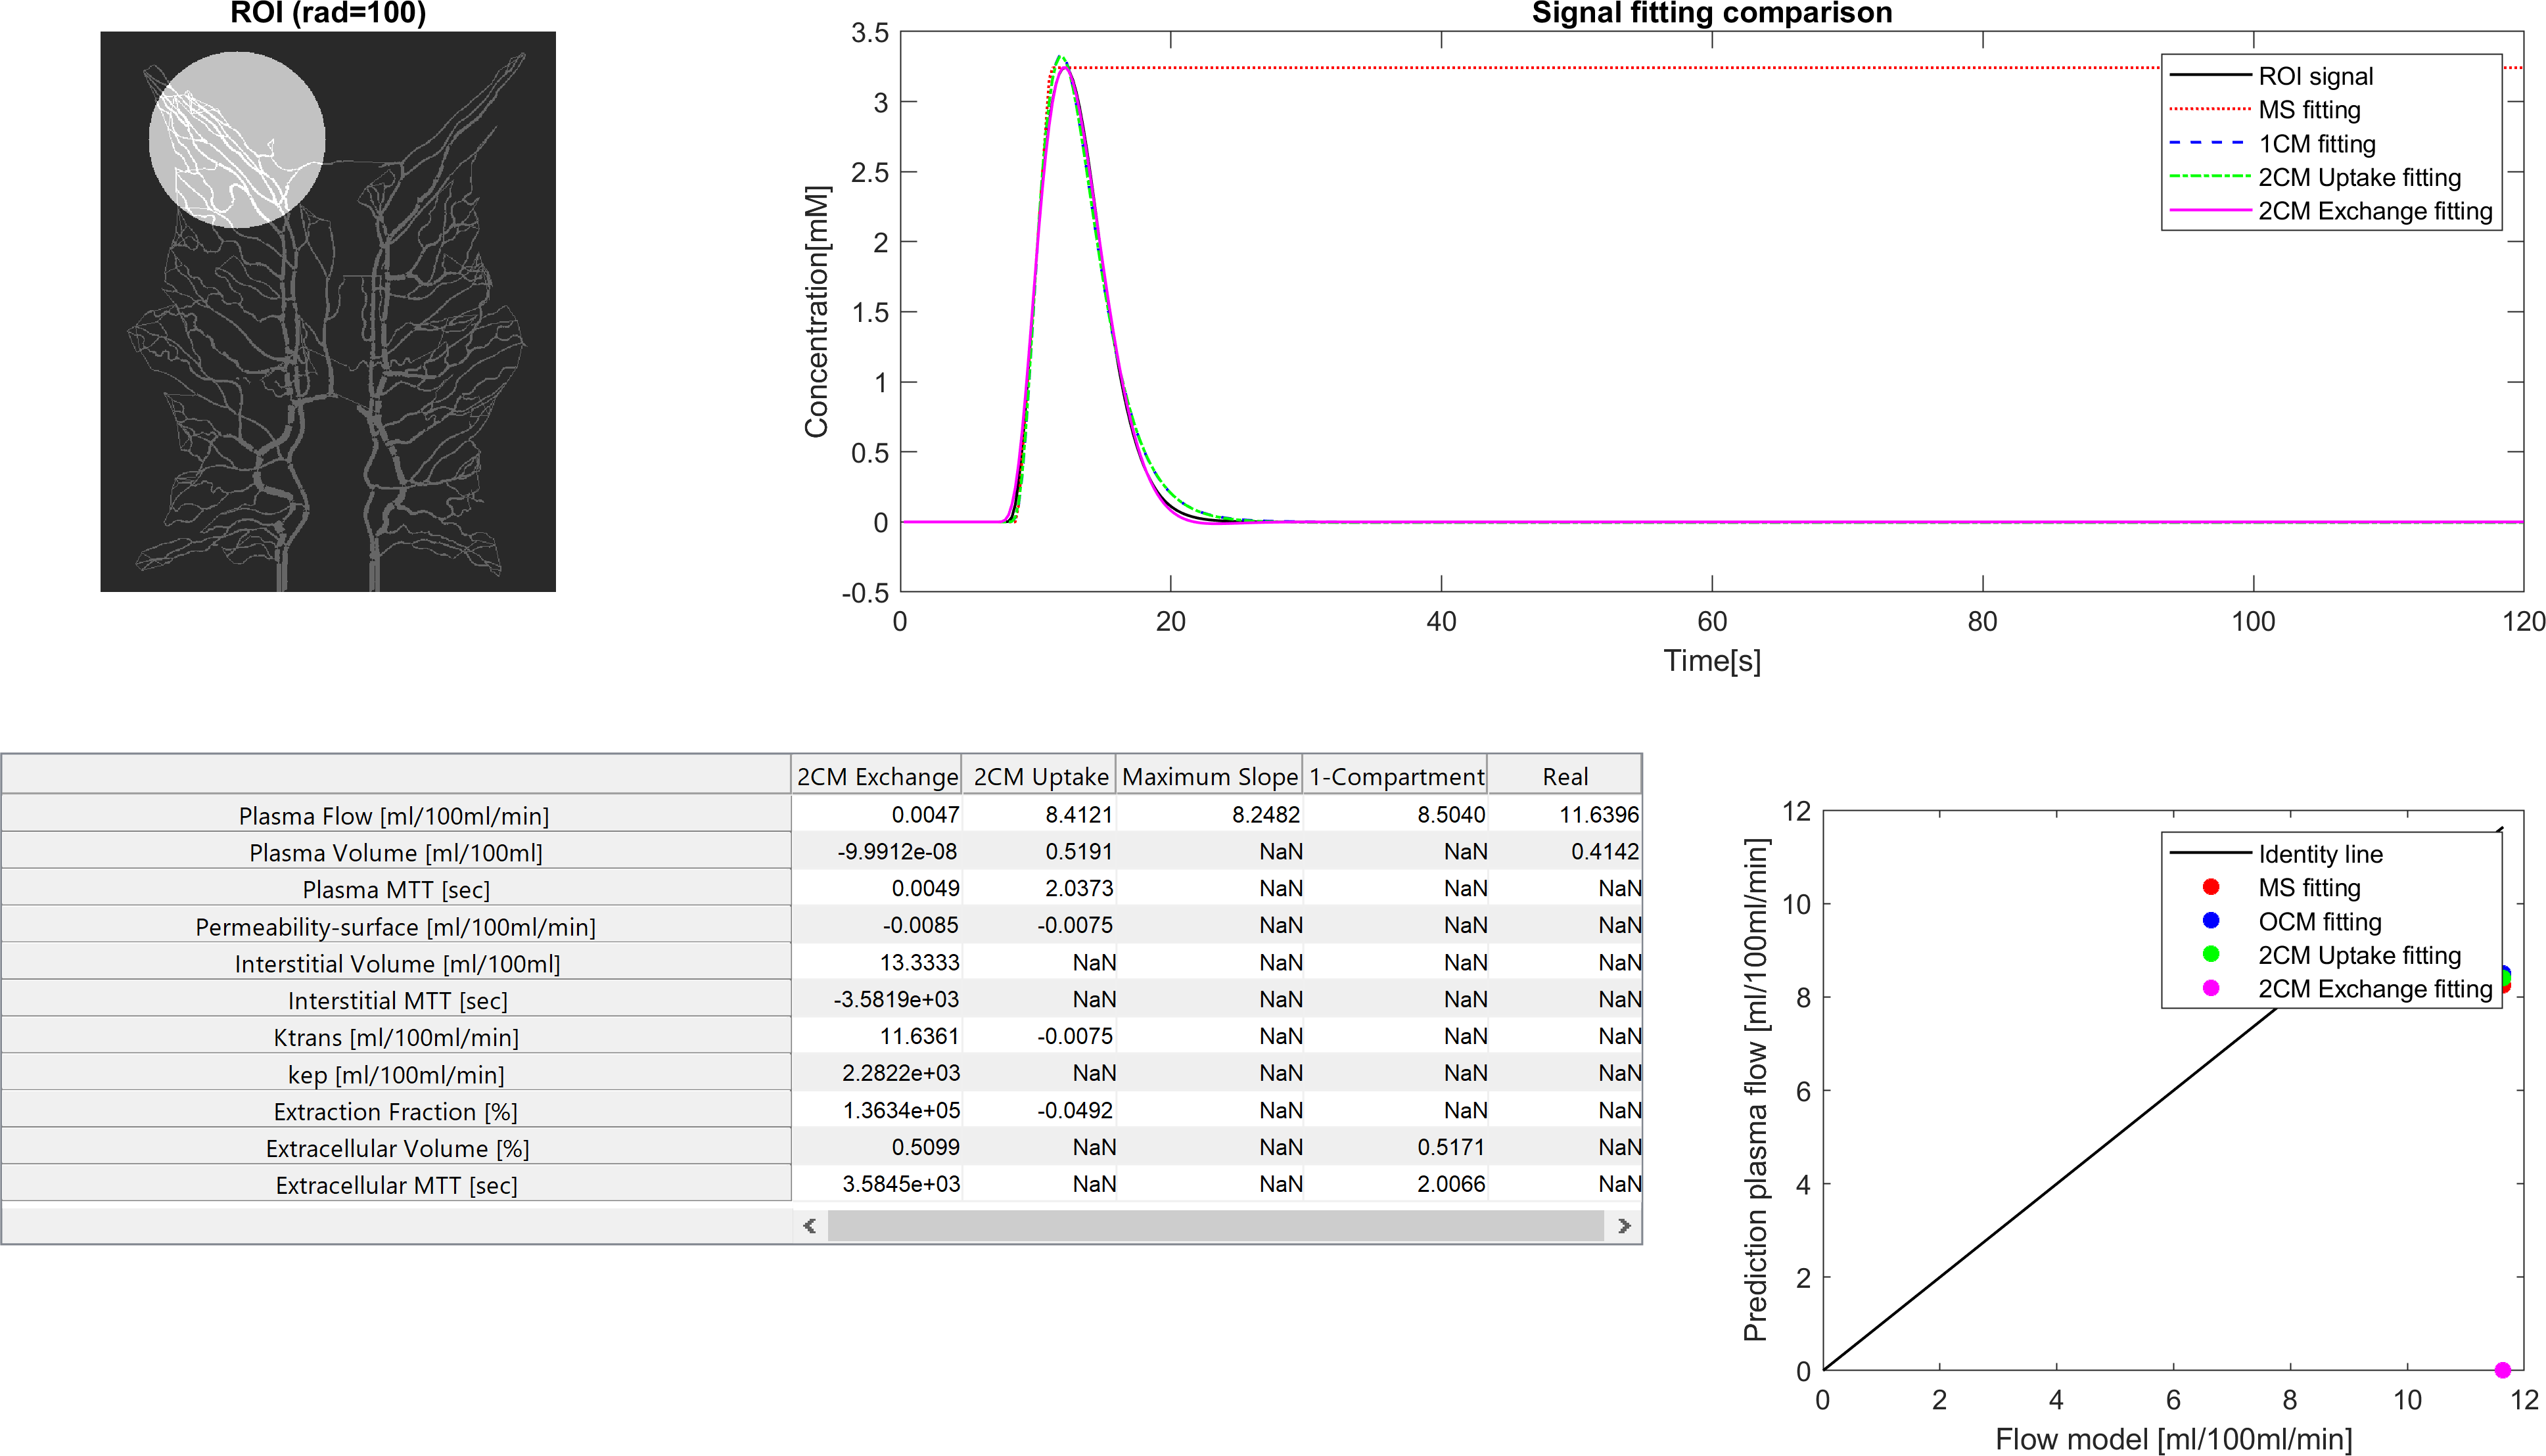 ROI (rad=100)
Signal fitting comparison
3.5
3
2.5
2
1.5
1
0.5
0
-0.5
Concentration[mM]
0 20 40 60 80 100 120
Time[s]
ROI signal
MS fitting
1CM fitting
2CM Uptake fitting
2CM Exchange fitting
2CM Exchange 2CM Uptake Maximum Slope 1-Compartment Real
Plasma Flow [ml/100ml/min] 0.0047 8.4121 8.2482 8.5040 11.6396
Plasma Volume [ml/100ml] -9.9912e-08 0.5191 NaN NaN 0.4142
Plasma MTT [sec] 0.0049 2.0373 NaN NaN NaN
Permeability-surface [ml/100ml/min] -0.0085 -0.0075 NaN NaN NaN
Interstitial Volume [ml/100ml] 13.3333 NaN NaN NaN NaN
Interstitial MTT [sec] -3.5819e+03 NaN NaN NaN NaN
Ktrans [ml/100ml/min] 11.6361 -0.0075 NaN NaN NaN
kep [ml/100ml/min] 2.2822e+03 NaN NaN NaN NaN
Extraction Fraction [%] 1.3634e+05 -0.0492 NaN NaN NaN
Extracellular Volume [%] 0.5099 NaN NaN 0.5171 NaN
Extracellular MTT [sec] 3.5845e+03 NaN NaN 2.0066 NaN
12
10
8
6
4
2
0
Prediction plasma flow [ml/100ml/min]
0 2 4 6 8 10 12
Flow model [ml/100ml/min]
Identity line
MS fitting
OCM fitting
2CM Uptake fitting
2CM Exchange fitting